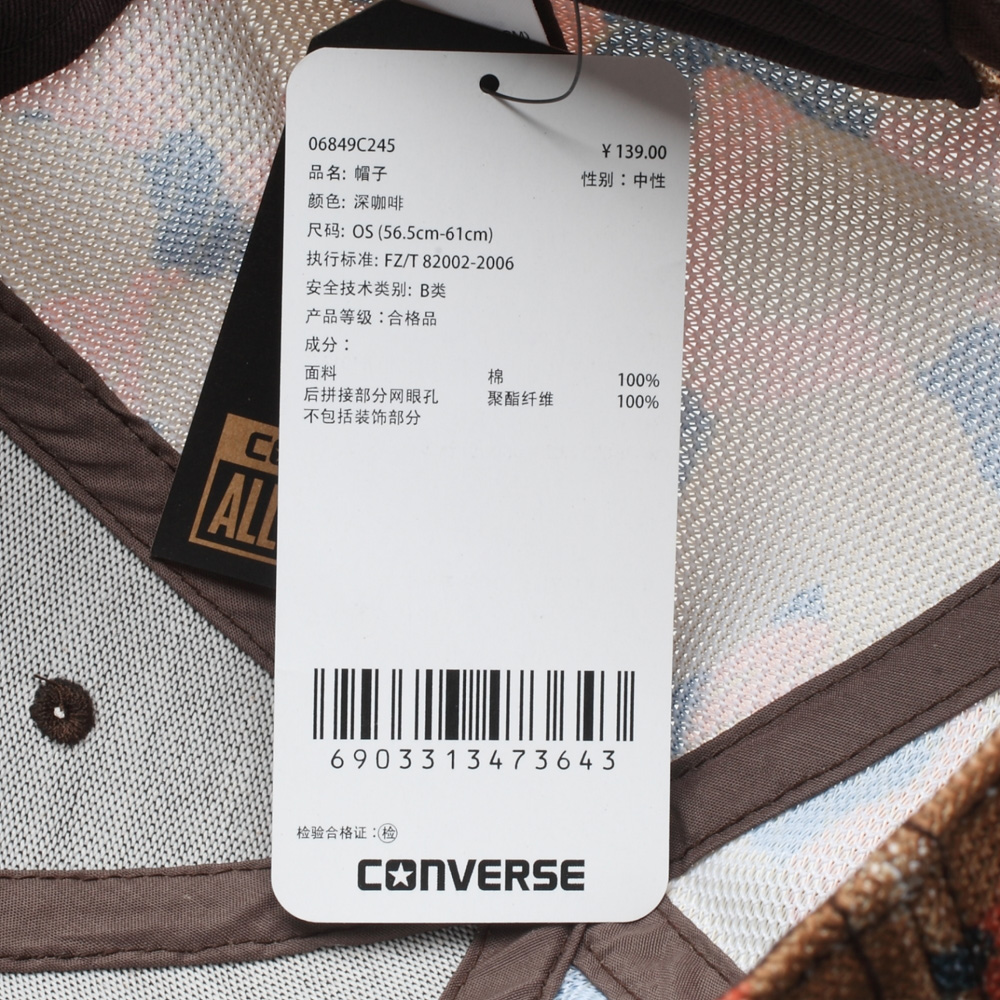 06849C245 ¥ 139.00
品名: 帽子 性别：中性
颜色: 深咖啡
尺码: OS (56.5cm-61cm)
执行标准: FZ/T 82002-2006
安全技术类别: B类
产品等级：合格品
成分：
面料 棉 100%
后拼接部分网眼孔 聚酯纤维 100%
不包括装饰部分
6903313473643
检验合格证：检
CONVERSE
ALL